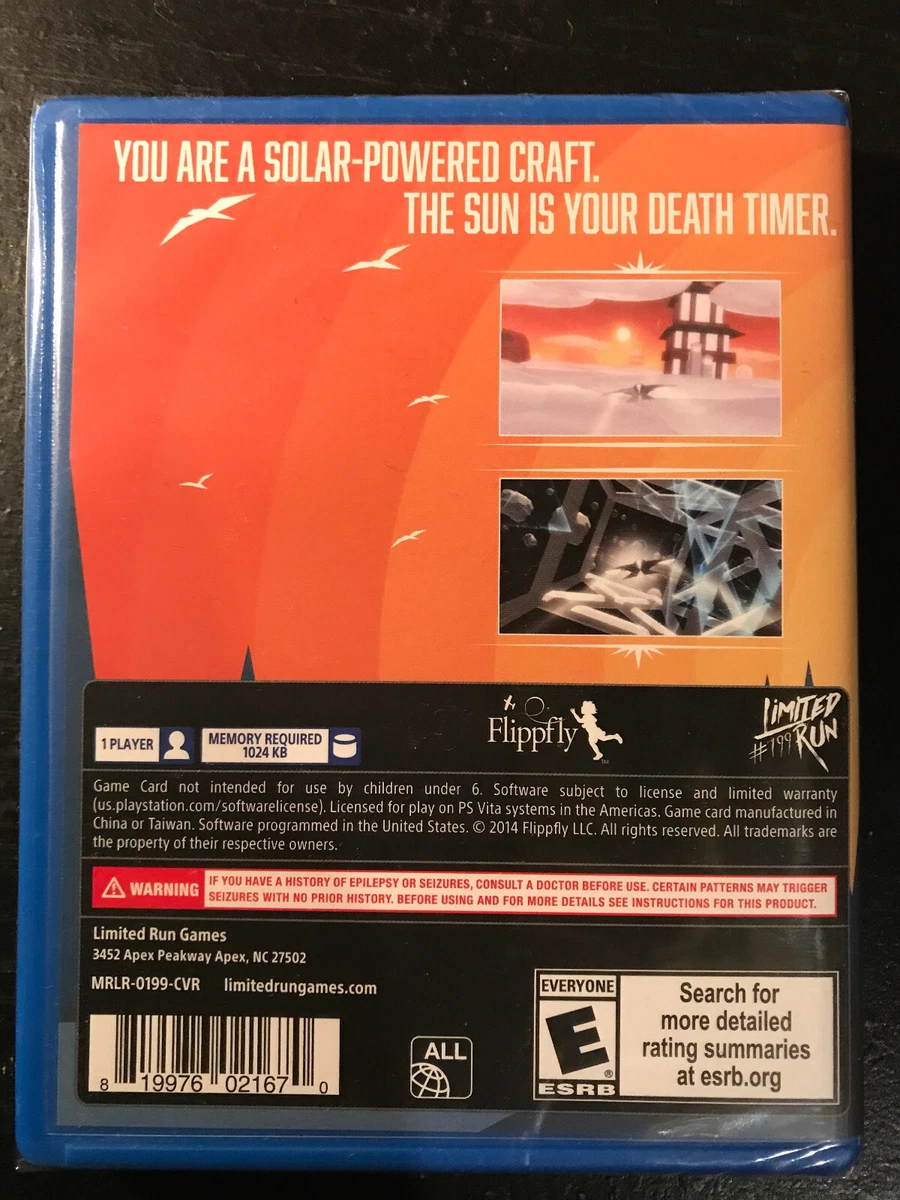 YOU ARE A SOLAR-POWERED CRAFT.
THE SUN IS YOUR DEATH TIMER.
1 PLAYER
MEMORY REQUIRED
1024 KB
Flippfly
TM
LIMITED
RUN
#199
Game Card not intended for use by children under 6. Software subject to license and limited warranty
(us.playstation.com/softwarelicense). Licensed for play on PS Vita systems in the Americas. Game card manufactured in
China or Taiwan. Software programmed in the United States. © 2014 Flippfly LLC. All rights reserved. All trademarks are
the property of their respective owners.
WARNING
IF YOU HAVE A HISTORY OF EPILEPSY OR SEIZURES, CONSULT A DOCTOR BEFORE USE. CERTAIN PATTERNS MAY TRIGGER
SEIZURES WITH NO PRIOR HISTORY. BEFORE USING AND FOR MORE DETAILS SEE INSTRUCTIONS FOR THIS PRODUCT.
Limited Run Games
3452 Apex Peakway Apex, NC 27502
MRLR-0199-CVR limitedrungames.com
8 19976 02167 0
ALL
EVERYONE
E
®
ESRB
Search for
more detailed
rating summaries
at esrb.org